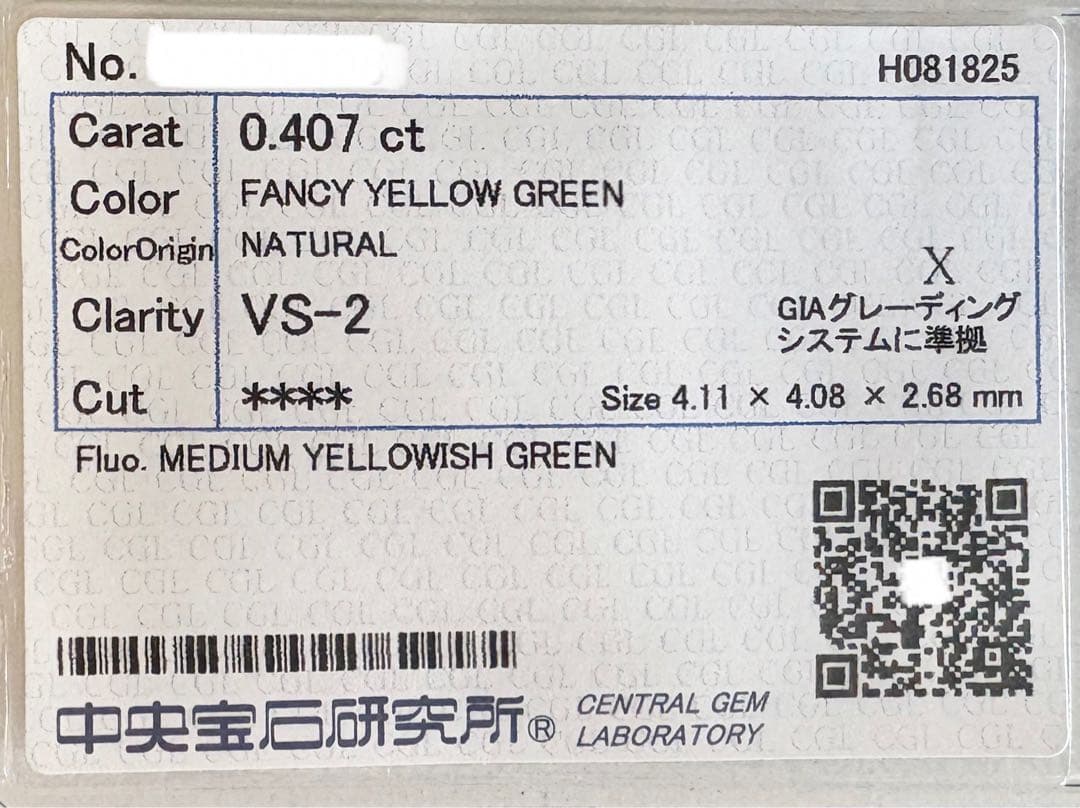 No.
H081825
Carat 0.407 ct
Color FANCY YELLOW GREEN
ColorOrigin NATURAL
X
Clarity VS-2
GIAグレーディング
システムに準拠
Cut ****
Size 4.11 × 4.08 × 2.68 mm
Fluo. MEDIUM YELLOWISH GREEN
中央宝石研究所®
CENTRAL GEM
LABORATORY